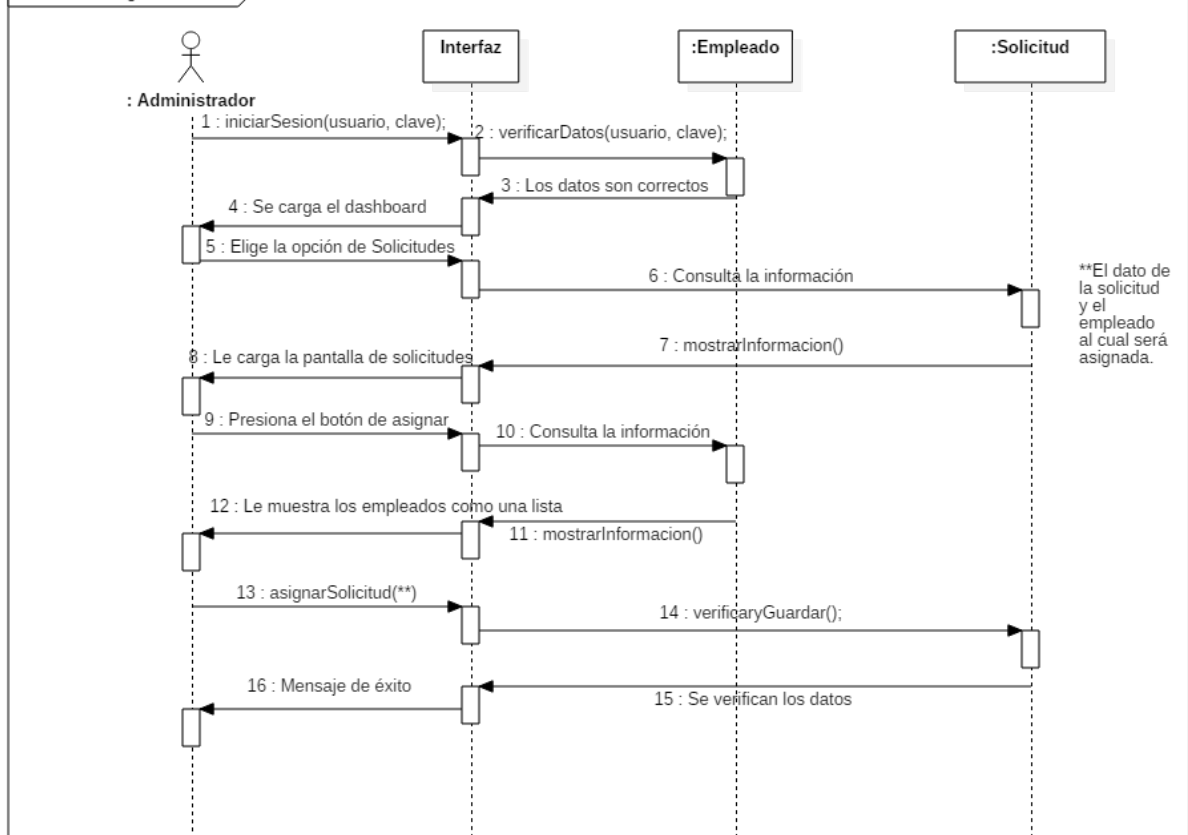 Interfaz
:Empleado
:Solicitud
: Administrador
1 : iniciarSesion(usuario, clave);
2 : verificarDatos(usuario, clave);
3 : Los datos son correctos
4 : Se carga el dashboard
5 : Elige la opción de Solicitudes
6 : Consulta la información
**El dato de
la solicitud
y el
empleado
al cual será
asignada.
7 : mostrarInformacion()
8 : Le carga la pantalla de solicitudes
9 : Presiona el botón de asignar
10 : Consulta la información
12 : Le muestra los empleados como una lista
11 : mostrarInformacion()
13 : asignarSolicitud(**)
14 : verificaryGuardar();
16 : Mensaje de éxito
15 : Se verifican los datos